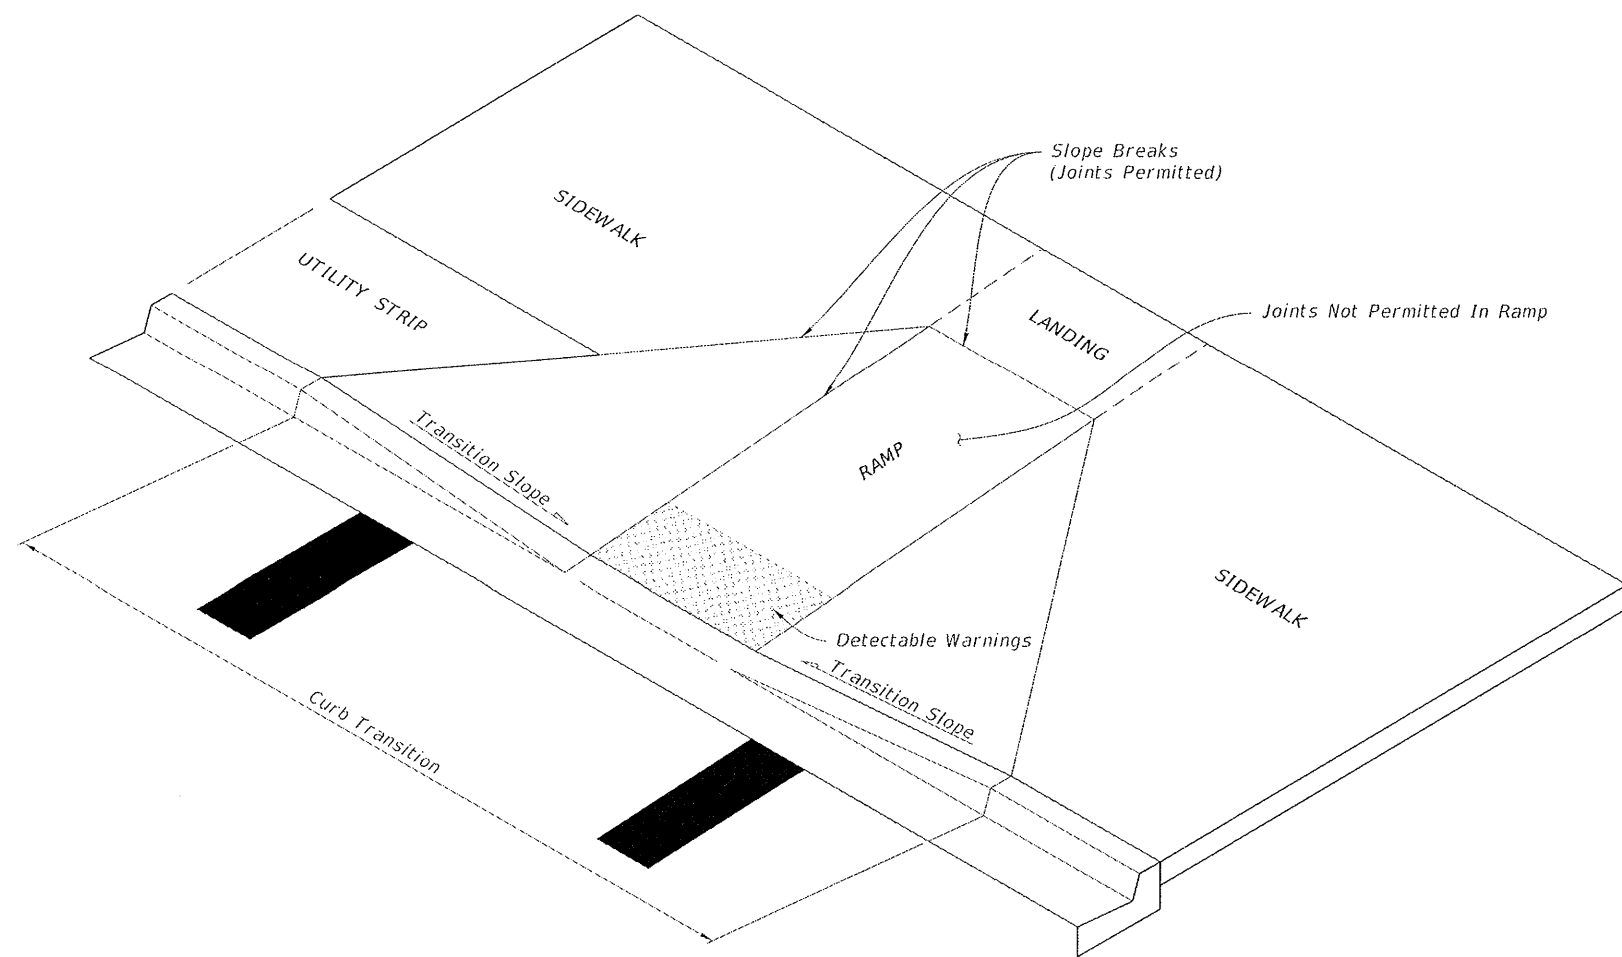 Slope Breaks
(Joints Permitted)
SIDEWALK
UTILITY STRIP
LANDING
Joints Not Permitted In Ramp
Transition Slope
RAMP
SIDEWALK
Detectable Warnings
Transition Slope
Curb Transition